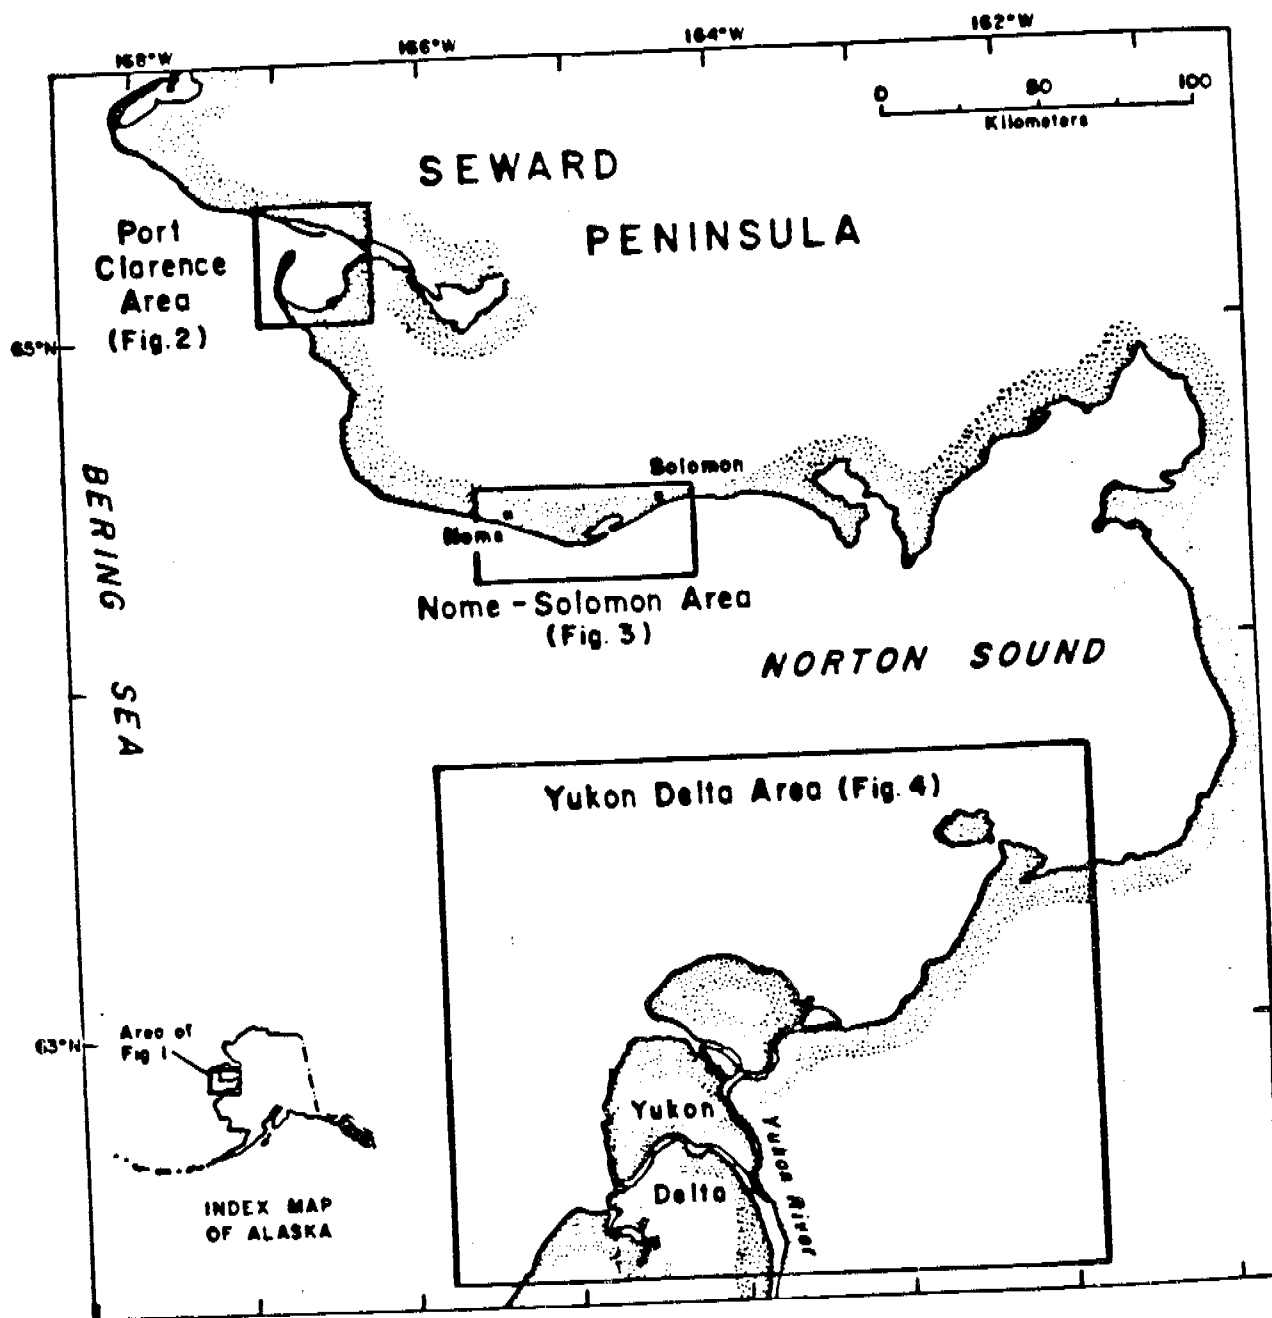 168°W
166°W
164°W
162°W
0 50 100
Kilometers
SEWARD
PENINSULA
Port
Clarence
Area
(Fig. 2)
65°N
Solomon
Nome
Nome - Solomon Area
(Fig. 3)
BERING SEA
NORTON SOUND
Yukon Delta Area (Fig. 4)
63°N
Area of
Fig 1
Yukon
Delta
Yukon River
INDEX MAP
OF ALASKA